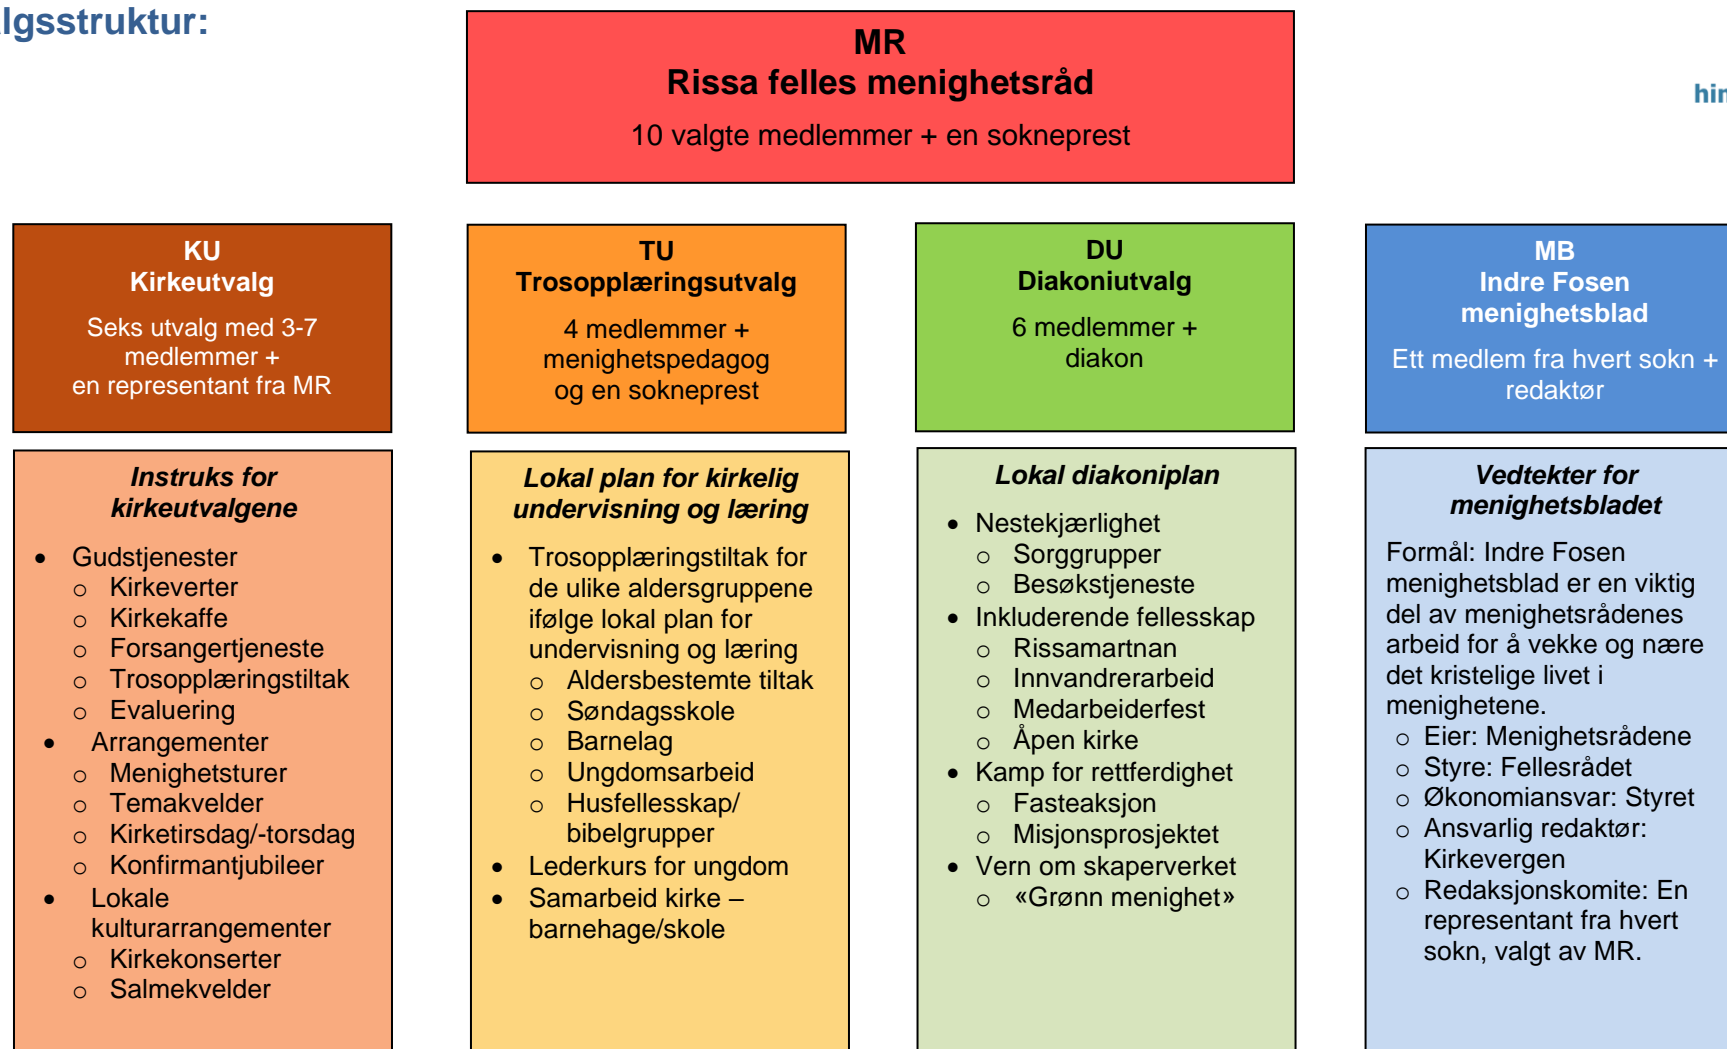 lgsstruktur:
MR
Rissa felles menighetsråd
10 valgte medlemmer + en sokneprest
hin
KU
Kirkeutvalg
Seks utvalg med 3-7
medlemmer +
en representant fra MR
TU
Trosopplæringsutvalg
4 medlemmer +
menighetspedagog
og en sokneprest
DU
Diakoniutvalg
6 medlemmer +
diakon
MB
Indre Fosen
menighetsblad
Ett medlem fra hvert sokn +
redaktør
Instruks for
kirkeutvalgene
• Gudstjenester
o Kirkeverter
o Kirkekaffe
o Forsangertjeneste
o Trosopplæringstiltak
o Evaluering
• Arrangementer
o Menighetsturer
o Temakvelder
o Kirketirsdag/-torsdag
o Konfirmantjubileer
• Lokale
kulturarrangementer
o Kirkekonserter
o Salmekvelder
Lokal plan for kirkelig
undervisning og læring
• Trosopplæringstiltak for
de ulike aldersgruppene
ifølge lokal plan for
undervisning og læring
o Aldersbestemte tiltak
o Søndagsskole
o Barnelag
o Ungdomsarbeid
o Husfellesskap/
bibelgrupper
• Lederkurs for ungdom
• Samarbeid kirke –
barnehage/skole
Lokal diakoniplan
• Nestekjærlighet
o Sorggrupper
o Besøkstjeneste
• Inkluderende fellesskap
o Rissamartnan
o Innvandrerarbeid
o Medarbeiderfest
o Åpen kirke
• Kamp for rettferdighet
o Fasteaksjon
o Misjonsprosjektet
• Vern om skaperverket
o «Grønn menighet»
Vedtekter for
menighetsbladet
Formål: Indre Fosen
menighetsblad er en viktig
del av menighetsrådenes
arbeid for å vekke og nære
det kristelige livet i
menighetene.
o Eier: Menighetsrådene
o Styre: Fellesrådet
o Økonomiansvar: Styret
o Ansvarlig redaktør:
Kirkevergen
o Redaksjonskomite: En
representant fra hvert
sokn, valgt av MR.